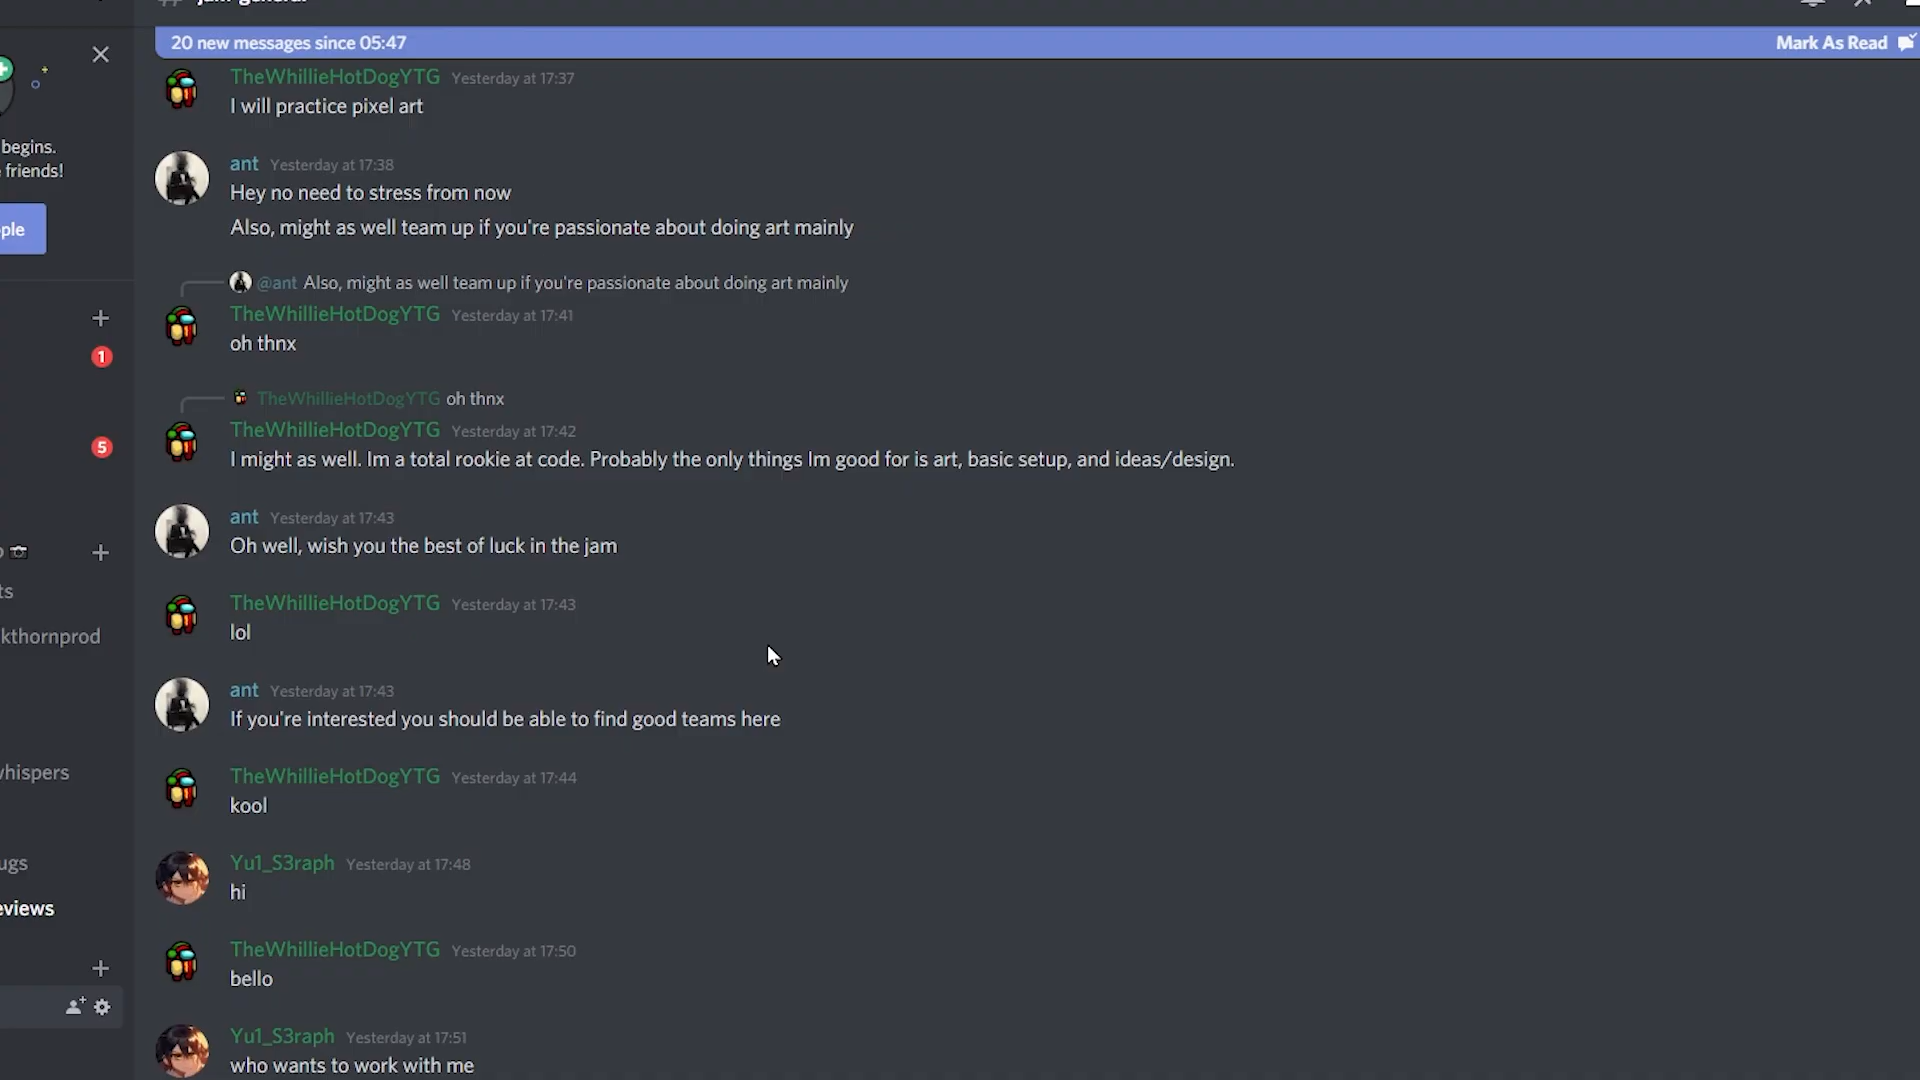 20 new messages since 05:47
Mark As Read
TheWhillieHotDogYTG Yesterday at 17:37
I will practice pixel art
begins.
friends!
ant Yesterday at 17:38
Hey no need to stress from now
Also, might as well team up if you're passionate about doing art mainly
ple
@ant Also, might as well team up if you're passionate about doing art mainly
TheWhillieHotDogYTG Yesterday at 17:41
oh thnx
1
TheWhillieHotDogYTG oh thnx
TheWhillieHotDogYTG Yesterday at 17:42
I might as well. Im a total rookie at code. Probably the only things Im good for is art, basic setup, and ideas/design.
5
ant Yesterday at 17:43
Oh well, wish you the best of luck in the jam
ts
TheWhillieHotDogYTG Yesterday at 17:43
lol
kthornprod
ant Yesterday at 17:43
If you're interested you should be able to find good teams here
whispers
TheWhillieHotDogYTG Yesterday at 17:44
kool
ugs
Yu1_S3raph Yesterday at 17:48
hi
eviews
TheWhillieHotDogYTG Yesterday at 17:50
bello
Yu1_S3raph Yesterday at 17:51
who wants to work with me